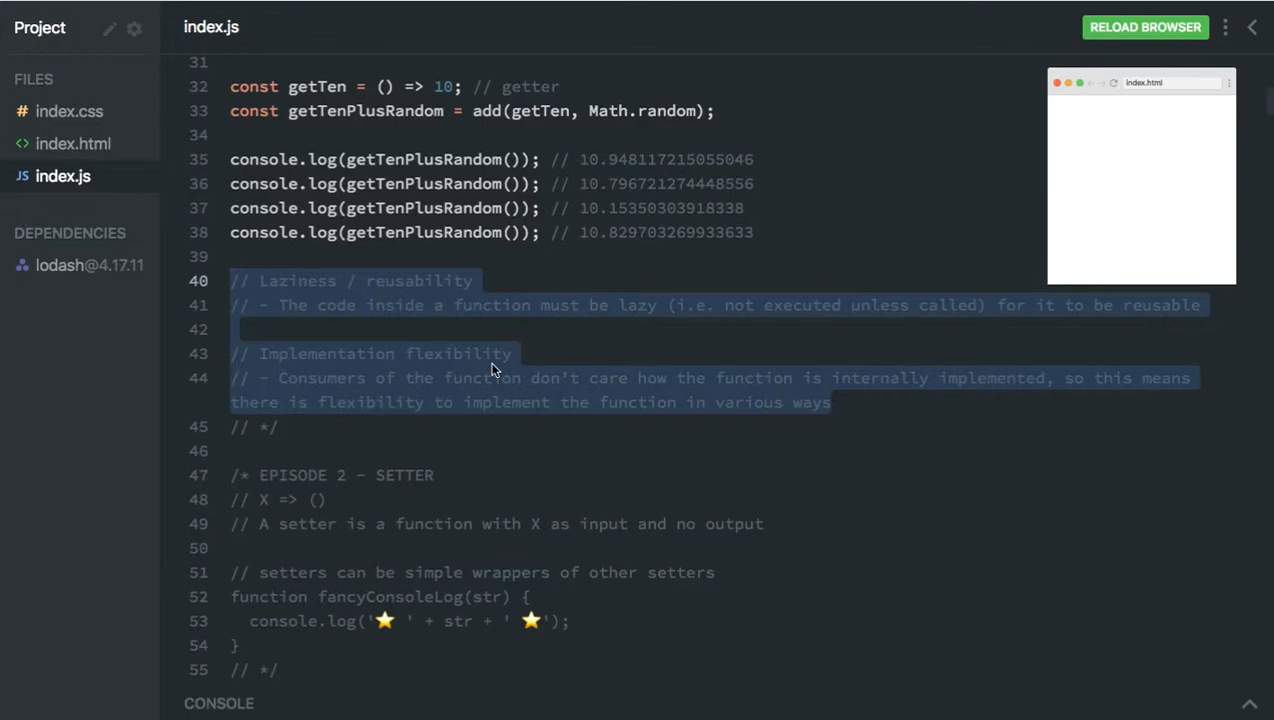 Project
index.js
RELOAD BROWSER
FILES
# index.css
<> index.html
JS index.js
DEPENDENCIES
lodash@4.17.11
index.html
31
32 const getTen = () => 10; // getter
33 const getTenPlusRandom = add(getTen, Math.random);
34
35 console.log(getTenPlusRandom()); // 10.948117215055046
36 console.log(getTenPlusRandom()); // 10.796721274448556
37 console.log(getTenPlusRandom()); // 10.15350303918338
38 console.log(getTenPlusRandom()); // 10.829703269933633
39
40 // Laziness / reusability
41 // - The code inside a function must be lazy (i.e. not executed unless called) for it to be reusable
42
43 // Implementation flexibility
44 // - Consumers of the function don't care how the function is internally implemented, so this means
there is flexibility to implement the function in various ways
45 // */
46
47 /* EPISODE 2 - SETTER
48 // X => ()
49 // A setter is a function with X as input and no output
50
51 // setters can be simple wrappers of other setters
52 function fancyConsoleLog(str) {
53 console.log('⭐ ' + str + ' ⭐');
54 }
55 // */
CONSOLE